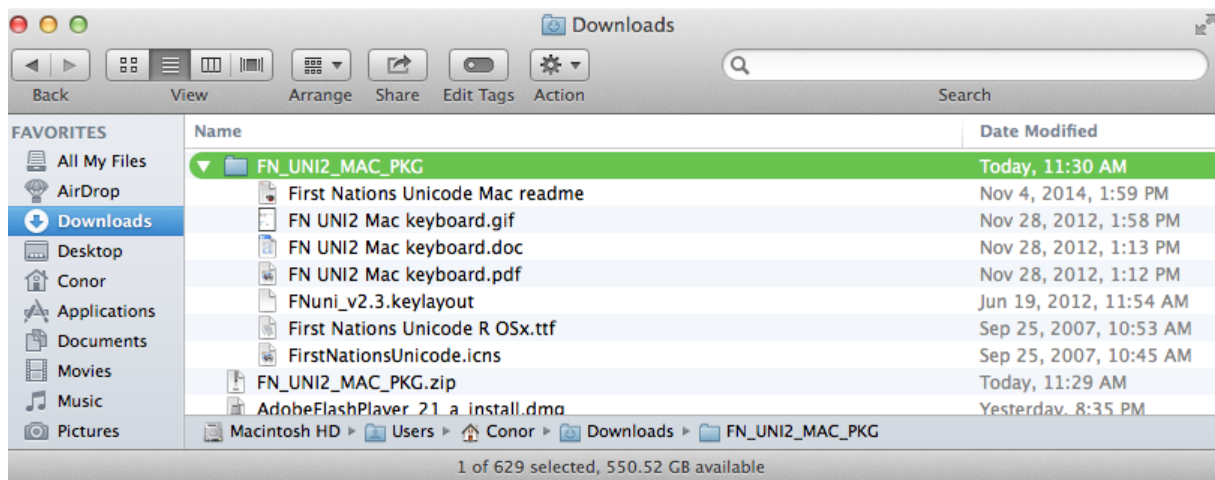 Downloads
Back View Arrange Share Edit Tags Action Search
FAVORITES
All My Files
AirDrop
Downloads
Desktop
Conor
Applications
Documents
Movies
Music
Pictures
Name Date Modified
FN_UNI2_MAC_PKG Today, 11:30 AM
First Nations Unicode Mac readme Nov 4, 2014, 1:59 PM
FN UNI2 Mac keyboard.gif Nov 28, 2012, 1:58 PM
FN UNI2 Mac keyboard.doc Nov 28, 2012, 1:13 PM
FN UNI2 Mac keyboard.pdf Nov 28, 2012, 1:12 PM
FNuni_v2.3.keylayout Jun 19, 2012, 11:54 AM
First Nations Unicode R OSx.ttf Sep 25, 2007, 10:53 AM
FirstNationsUnicode.icns Sep 25, 2007, 10:45 AM
FN_UNI2_MAC_PKG.zip Today, 11:29 AM
AdobeFlashPlayer_21_a_install.dmg Yesterday, 8:35 PM
Macintosh HD Users Conor Downloads FN_UNI2_MAC_PKG
1 of 629 selected, 550.52 GB available